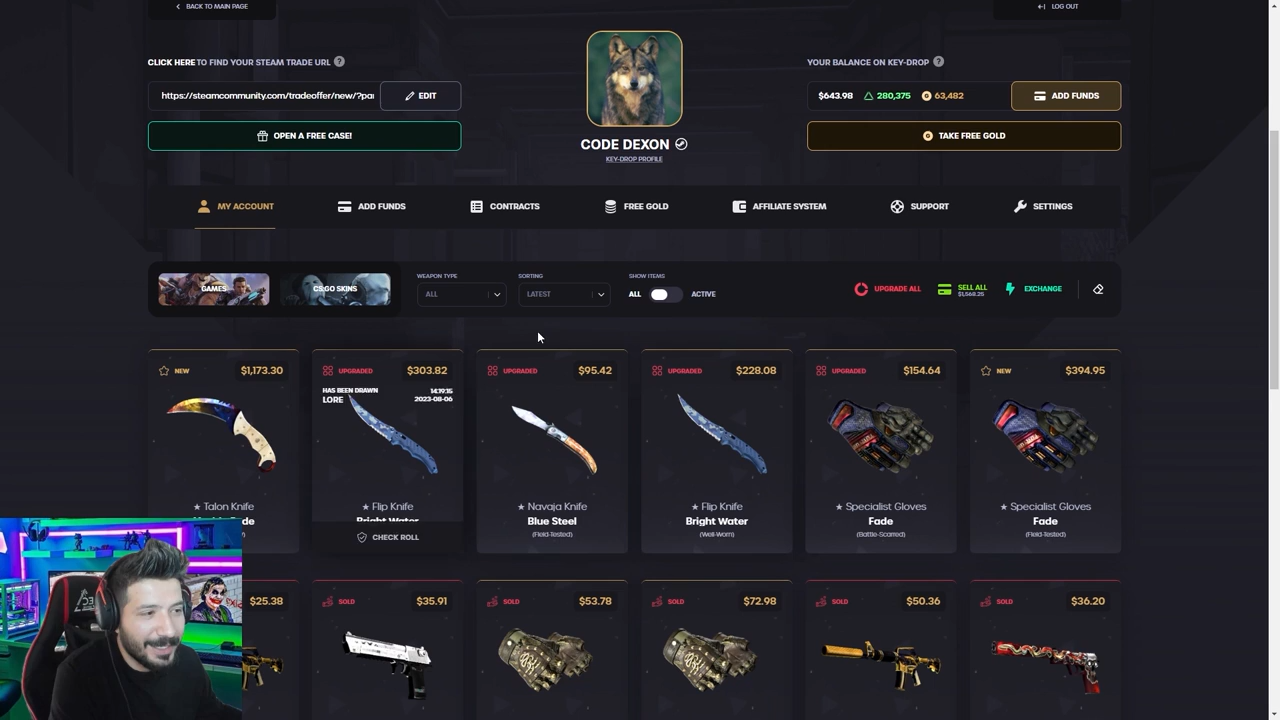 BACK TO MAIN PAGE
LOG OUT
CLICK HERE TO FIND YOUR STEAM TRADE URL ?
YOUR BALANCE ON KEY-DROP ?
https://steamcommunity.com/tradeoffer/new/?par
EDIT
$643.98 280,375 63,482
ADD FUNDS
OPEN A FREE CASE!
TAKE FREE GOLD
CODE DEXON
KEY-DROP PROFILE
MY ACCOUNT
ADD FUNDS
CONTRACTS
FREE GOLD
AFFILIATE SYSTEM
SUPPORT
SETTINGS
GAMES
CS:GO SKINS
WEAPON TYPE
ALL
SORTING
LATEST
SHOW ITEMS
ALL
ACTIVE
UPGRADE ALL
SELL ALL
$1,568.25
EXCHANGE
NEW $1,173.30
★ Talon Knife
UPGRADED $303.82
HAS BEEN DRAWN
LORE
14:19:15
2023-08-06
★ Flip Knife
Bright Water
CHECK ROLL
UPGRADED $95.42
★ Navaja Knife
Blue Steel
(Field-Tested)
UPGRADED $228.08
★ Flip Knife
Bright Water
(Well-Worn)
UPGRADED $154.64
★ Specialist Gloves
Fade
(Battle-Scarred)
NEW $394.95
★ Specialist Gloves
Fade
(Field-Tested)
$25.38
SOLD $35.91
SOLD $53.78
SOLD $72.98
SOLD $50.36
SOLD $36.20